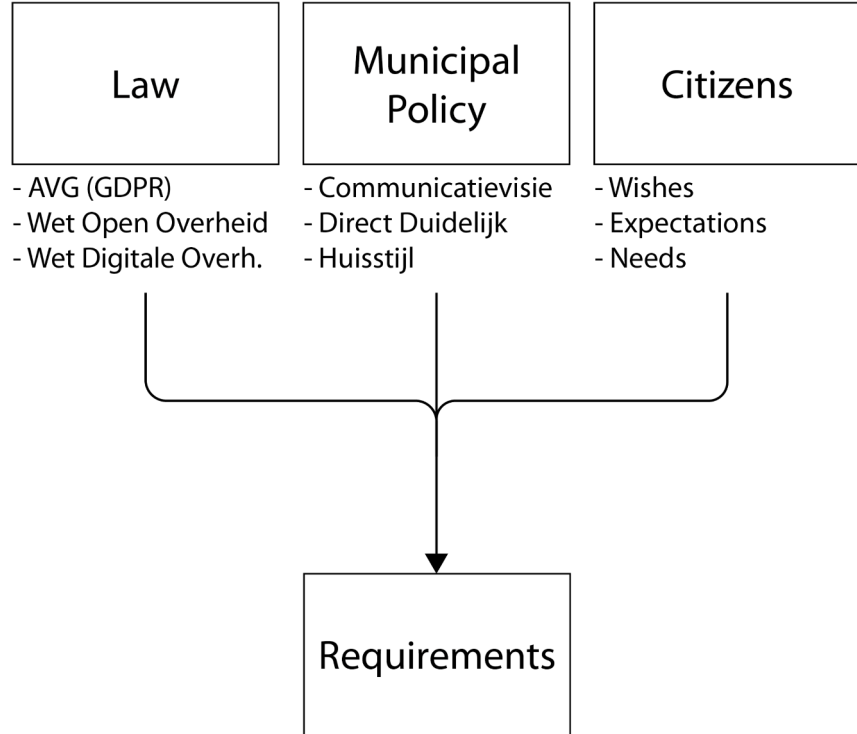 Law
- AVG (GDPR)
- Wet Open Overheid
- Wet Digitale Overh.
Municipal
Policy
- Communicatievisie
- Direct Duidelijk
- Huisstijl
Citizens
- Wishes
- Expectations
- Needs
Requirements